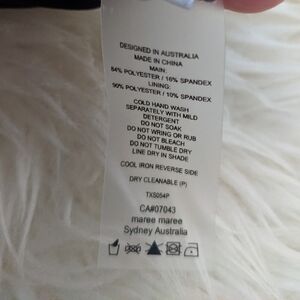 DESIGNED IN AUSTRALIA
MADE IN CHINA
MAIN:
84% POLYESTER / 16% SPANDEX
LINING:
90% POLYESTER / 10% SPANDEX
COLD HAND WASH
SEPARATELY WITH MILD
DETERGENT
DO NOT SOAK
DO NOT WRING OR RUB
DO NOT BLEACH
DO NOT TUMBLE DRY
LINE DRY IN SHADE
COOL IRON REVERSE SIDE
DRY CLEANABLE (P)
TX5054P
CA#07043
maree maree
Sydney Australia